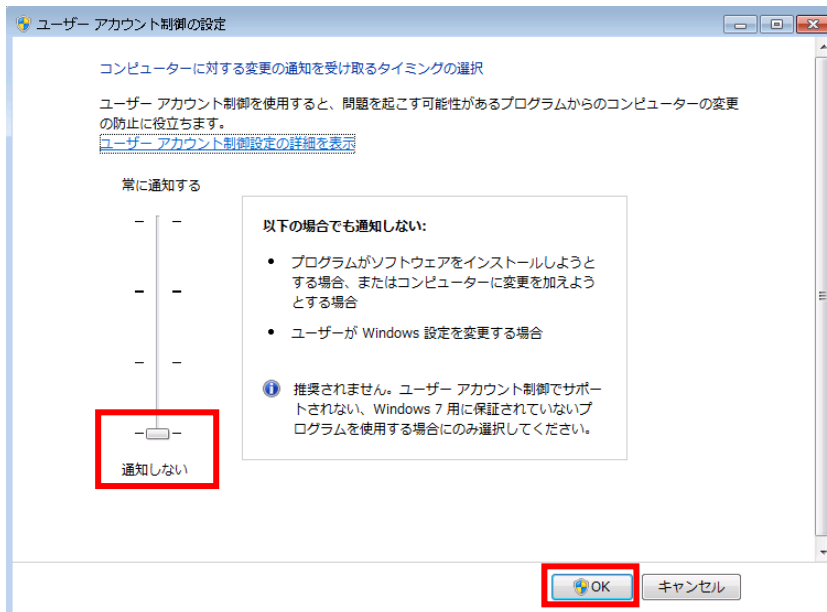 ユーザー アカウント制御の設定
コンピューターに対する変更の通知を受け取るタイミングの選択
ユーザー アカウント制御を使用すると、問題を起こす可能性があるプログラムからのコンピューターの変更
の防止に役立ちます。
ユーザー アカウント制御設定の詳細を表示
常に通知する
以下の場合でも通知しない:
• プログラムがソフトウェアをインストールしようと
する場合、またはコンピューターに変更を加えよう
とする場合
• ユーザーが Windows 設定を変更する場合
推奨されません。ユーザー アカウント制御でサポー
トされない、Windows 7 用に保証されていないプ
ログラムを使用する場合にのみ選択してください。
通知しない
OK
キャンセル